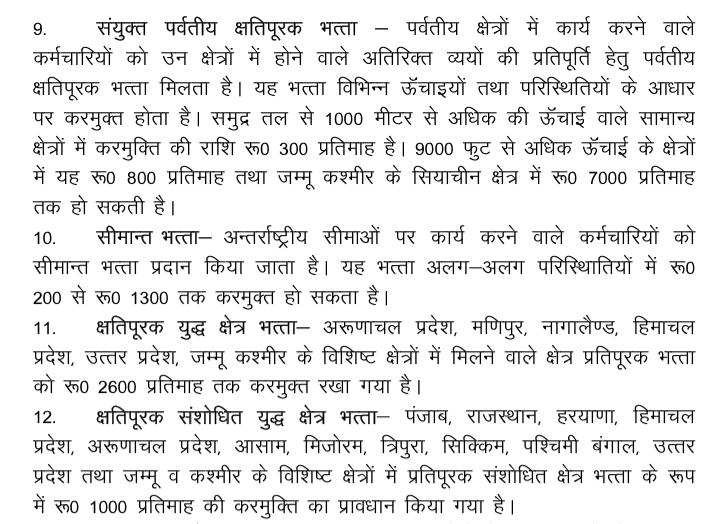 9. संयुक्त पर्वतीय क्षतिपूरक भत्ता – पर्वतीय क्षेत्रों में कार्य करने वाले
कर्मचारियों को उन क्षेत्रों में होने वाले अतिरिक्त व्ययों की प्रतिपूर्ति हेतु पर्वतीय
क्षतिपूरक भत्ता मिलता है। यह भत्ता विभिन्न ऊॅचाइयों तथा परिस्थितियों के आधार
पर करमुक्त होता है। समुद्र तल से 1000 मीटर से अधिक की ऊॅचाई वाले सामान्य
क्षेत्रों में करमुक्ति की राशि रू0 300 प्रतिमाह है। 9000 फुट से अधिक ऊॅचाई के क्षेत्रों
में यह रू0 800 प्रतिमाह तथा जम्मू कश्मीर के सियाचीन क्षेत्र में रू0 7000 प्रतिमाह
तक हो सकती है।
10. सीमान्त भत्ता– अन्तर्राष्ट्रीय सीमाओं पर कार्य करने वाले कर्मचारियों को
सीमान्त भत्ता प्रदान किया जाता है। यह भत्ता अलग–अलग परिस्थितियों में रू0
200 से रू0 1300 तक करमुक्त हो सकता है।
11. क्षतिपूरक युद्ध क्षेत्र भत्ता– अरूणाचल प्रदेश, मणिपुर, नागालैण्ड, हिमाचल
प्रदेश, उत्तर प्रदेश, जम्मू कश्मीर के विशिष्ट क्षेत्रों में मिलने वाले क्षेत्र प्रतिपूरक भत्ता
को रू0 2600 प्रतिमाह तक करमुक्त रखा गया है।
12. क्षतिपूरक संशोधित युद्ध क्षेत्र भत्ता– पंजाब, राजस्थान, हरयाणा, हिमाचल
प्रदेश, अरूणाचल प्रदेश, आसाम, मिजोरम, त्रिपुरा, सिक्किम, पश्चिमी बंगाल, उत्तर
प्रदेश तथा जम्मू व कश्मीर के विशिष्ट क्षेत्रों में प्रतिपूरक संशोधित क्षेत्र भत्ता के रूप
में रू0 1000 प्रतिमाह की करमुक्ति का प्रावधान किया गया है।